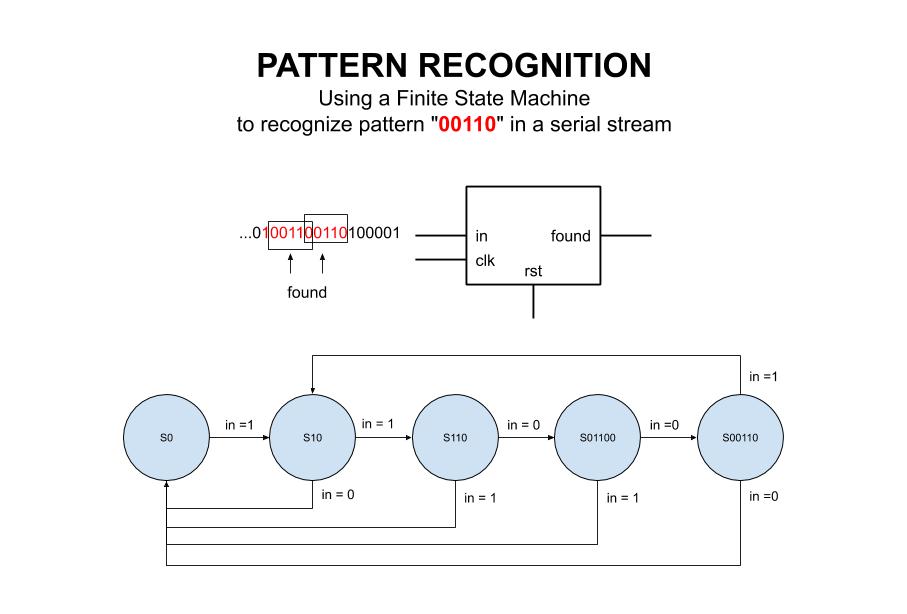 PATTERN RECOGNITION
Using a Finite State Machine
to recognize pattern "00110" in a serial stream
...01001100110100001
found
in
found
clk
rst
in =1
in =1
in = 1
in = 0
in =0
S0
S10
S110
S01100
S00110
in = 0
in = 1
in = 1
in =0